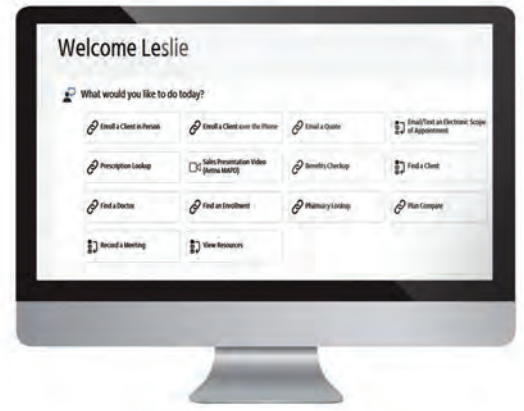 Welcome Leslie
What would you like to do today?
Enroll a Client in Person
Enroll a Client over the Phone
Email a Quote
Email/Text an Electronic Scope
of Appointment
Prescription Lookup
Sales Presentation Video
(Aetna MAPD)
Benefits Checkup
Find a Client
Find a Doctor
Find an Enrollment
Pharmacy Lookup
Plan Compare
Record a Meeting
View Resources